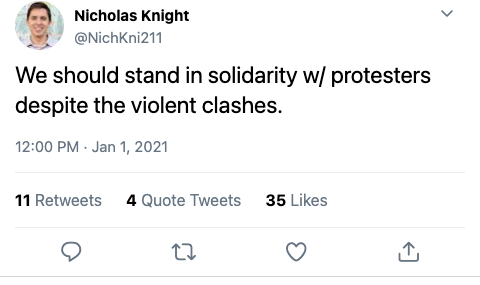 Nicholas Knight
@NichKni211
We should stand in solidarity w/ protesters
despite the violent clashes.
12:00 PM · Jan 1, 2021
11 Retweets 4 Quote Tweets 35 Likes